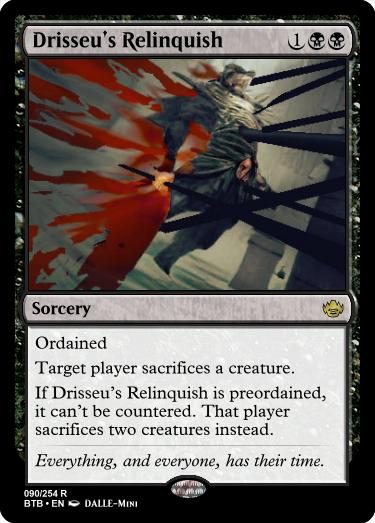 Drisseu's Relinquish 1
Sorcery
Ordained
Target player sacrifices a creature.
If Drisseu's Relinquish is preordained,
it can't be countered. That player
sacrifices two creatures instead.
Everything, and everyone, has their time.
090/254 R
BTB • EN DALLE-Mini